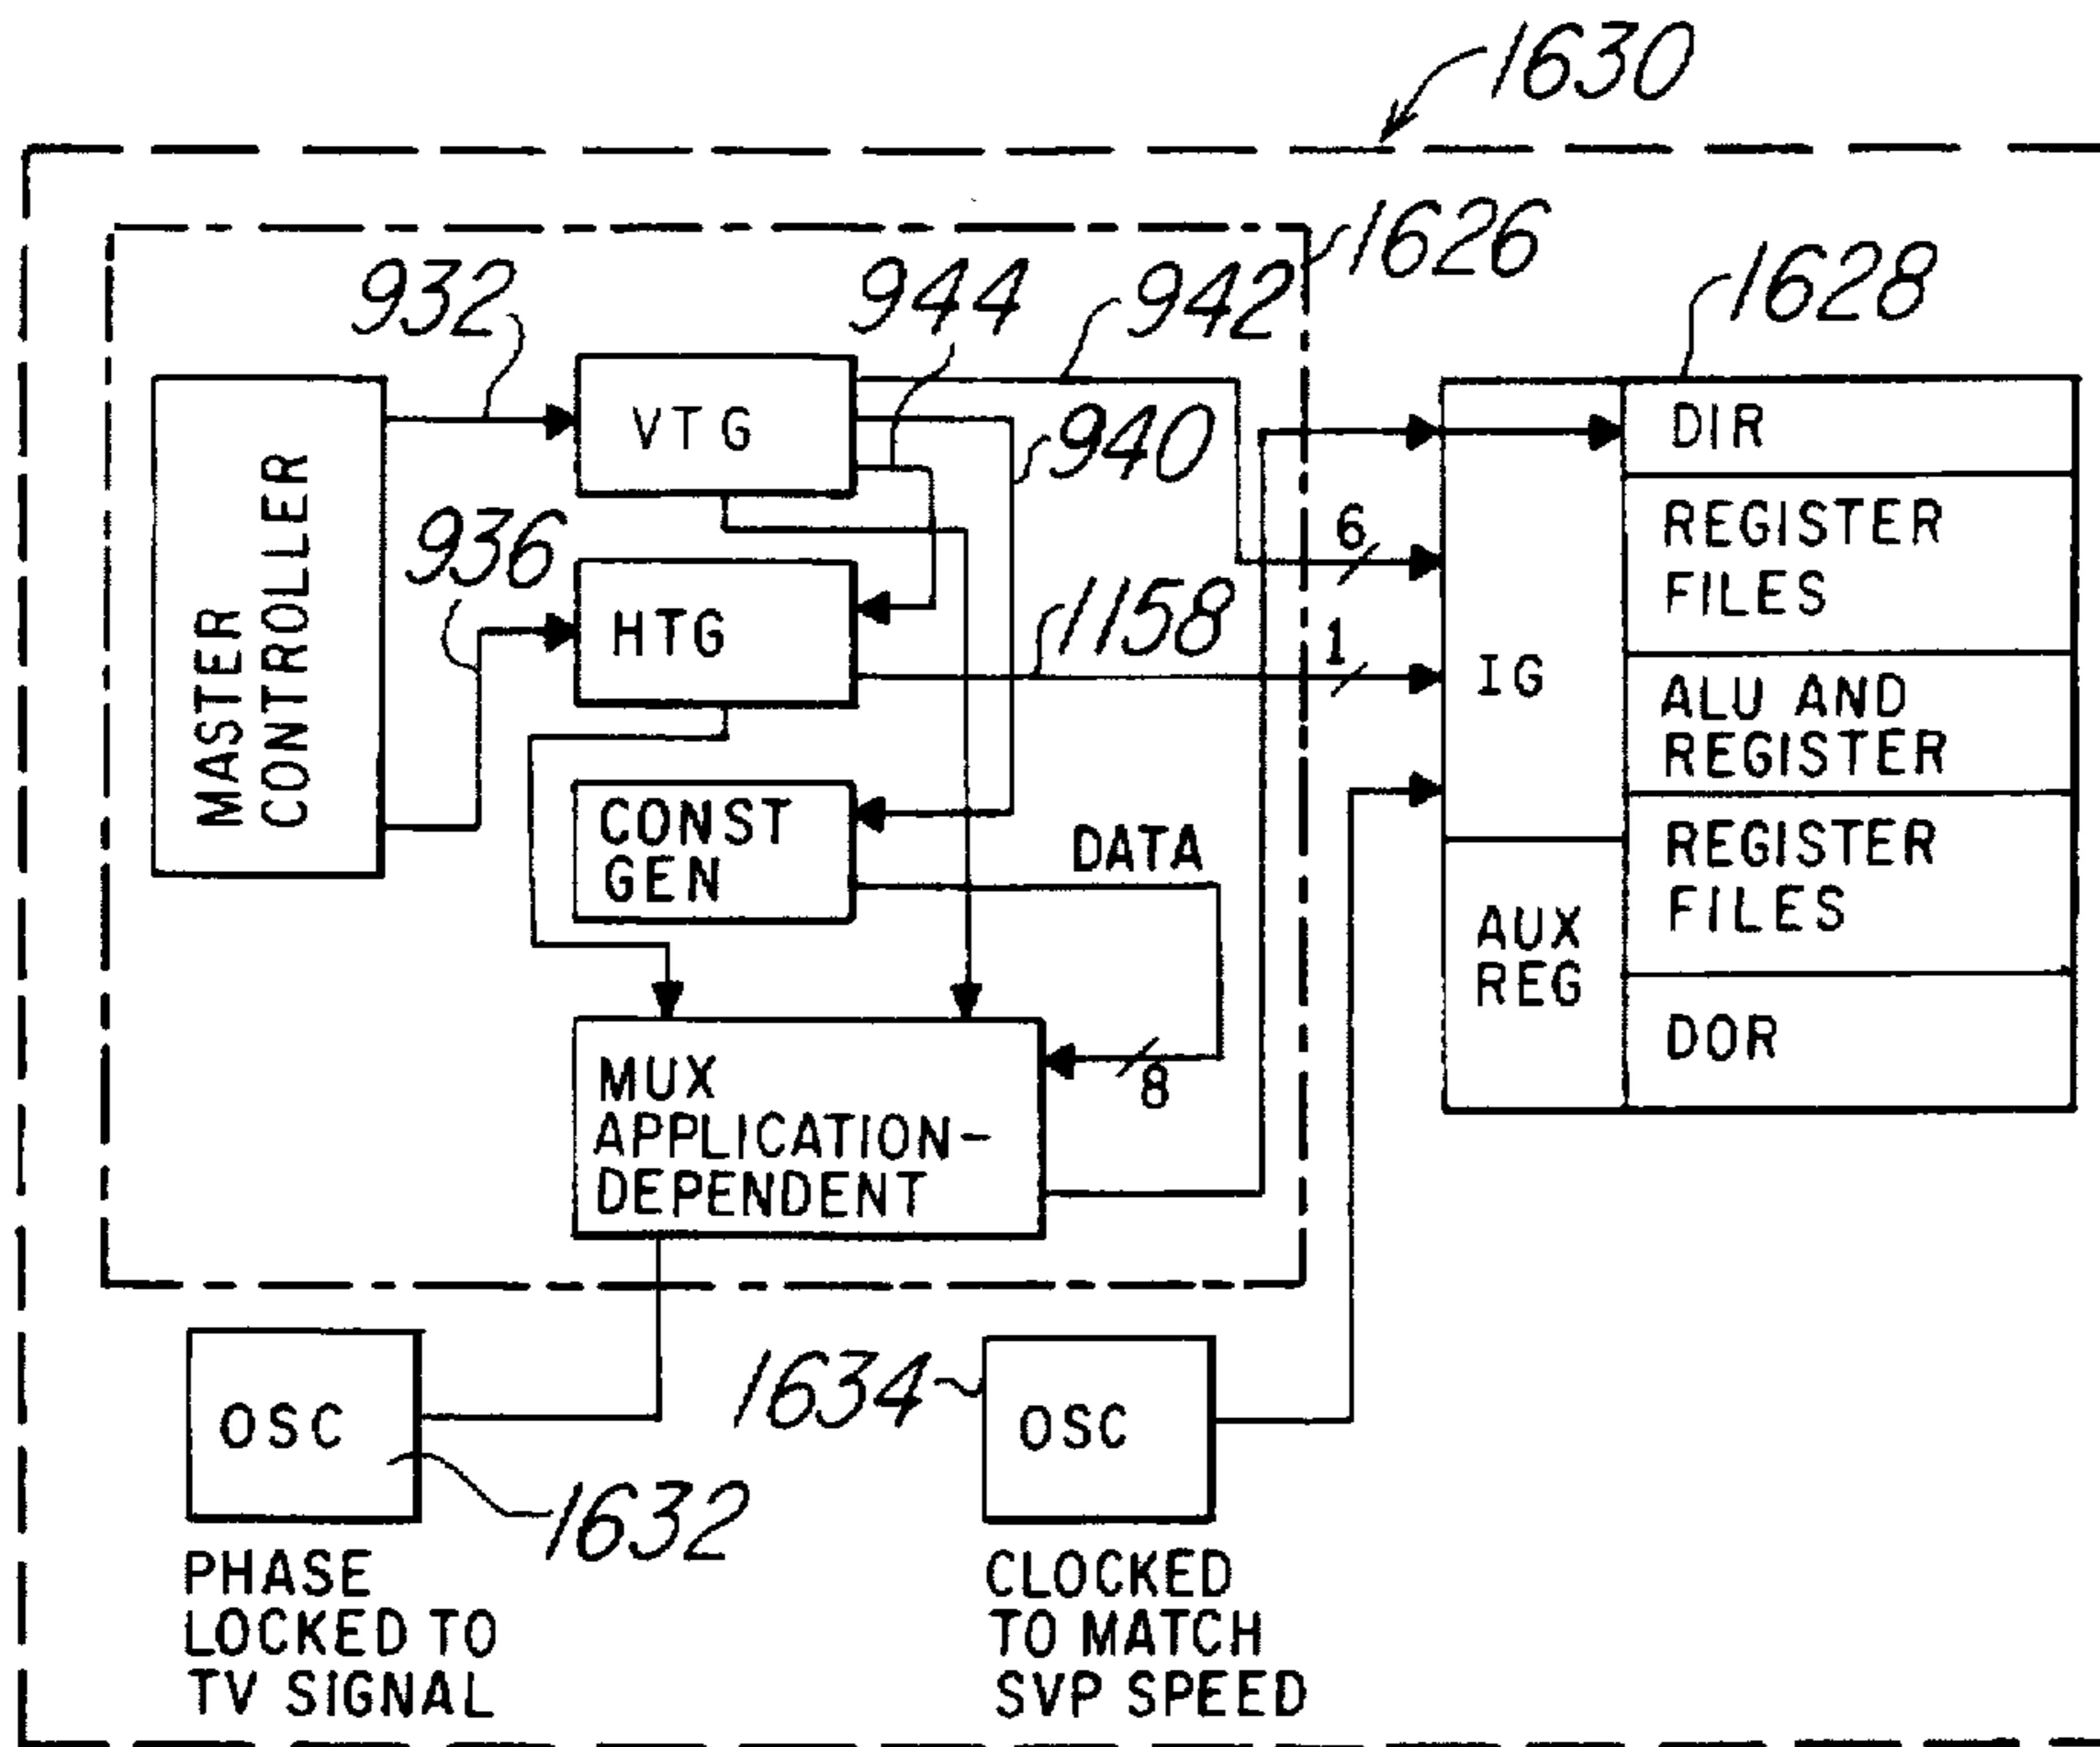 1630
1626
932
944
942
1628
MASTER
CONTROLLER
VTG
940
DIR
936
6
REGISTER
FILES
HTG
1158
1
IG
ALU AND
REGISTER
CONST
GEN
DATA
REGISTER
FILES
AUX
REG
MUX
APPLICATION-
DEPENDENT
8
DOR
OSC
1632
1634
OSC
PHASE
LOCKED TO
TV SIGNAL
CLOCKED
TO MATCH
SVP SPEED